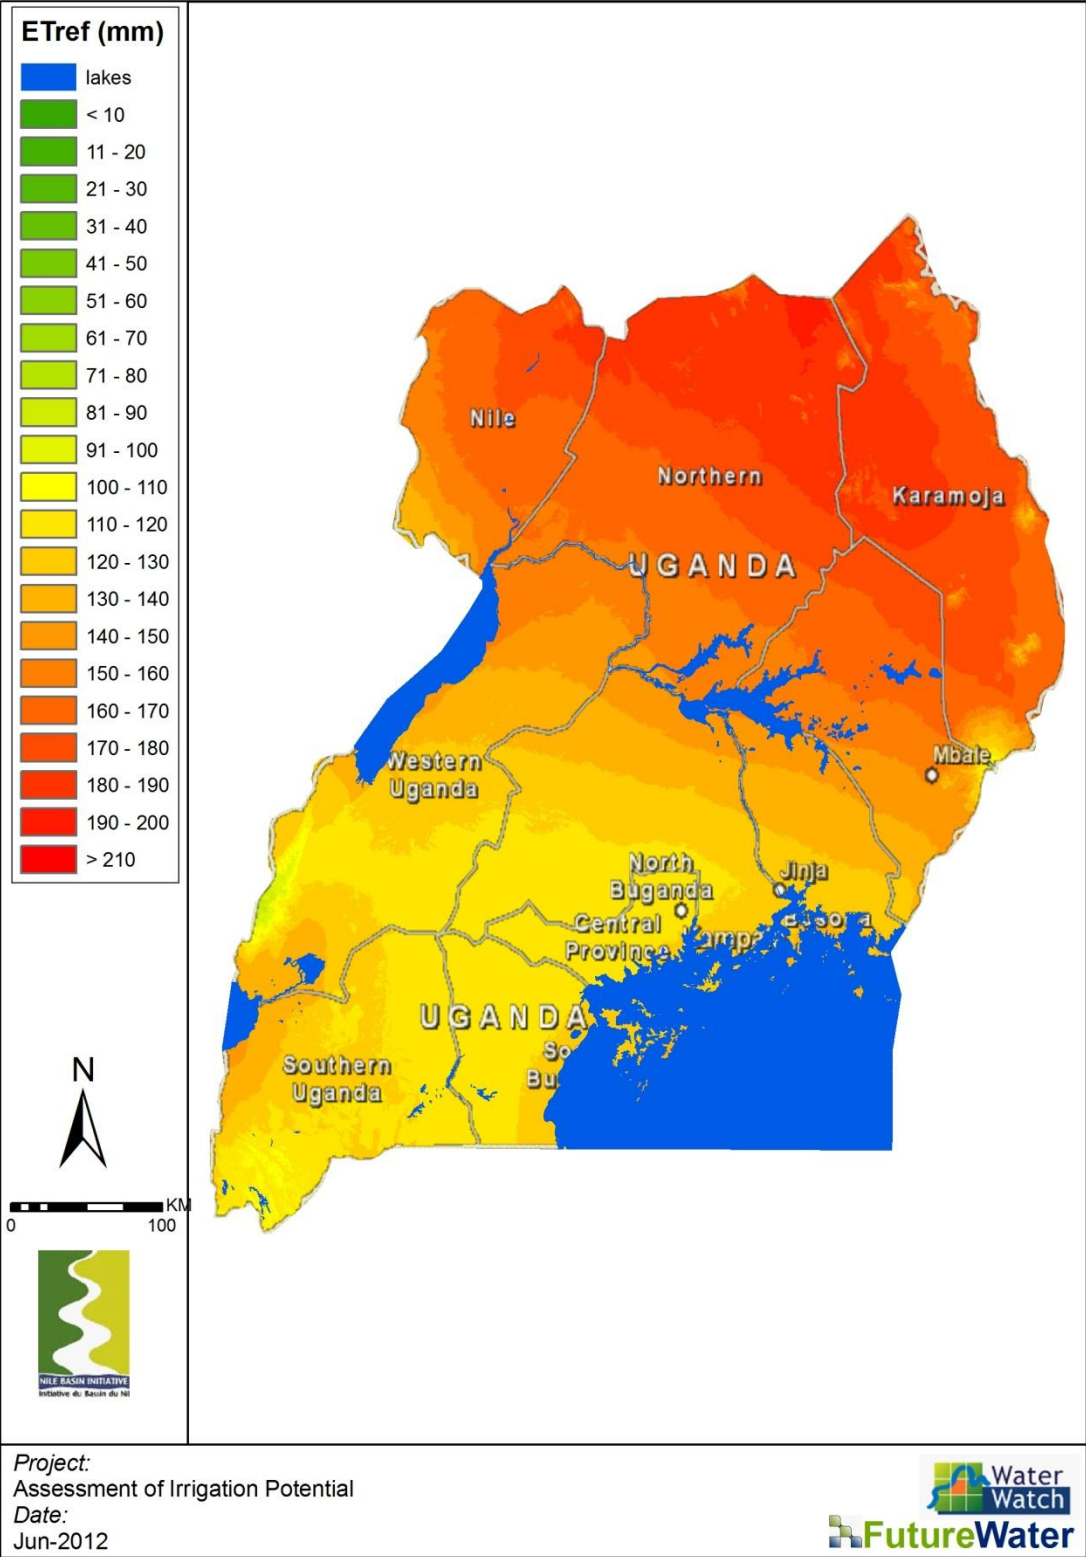 ETref (mm)
lakes
< 10
11 - 20
21 - 30
31 - 40
41 - 50
51 - 60
61 - 70
71 - 80
81 - 90
91 - 100
100 - 110
110 - 120
120 - 130
130 - 140
140 - 150
150 - 160
160 - 170
170 - 180
180 - 190
190 - 200
> 210
Nile
Northern
Karamoja
UGANDA
Mbale
Western
Uganda
North
Buganda
Jinja
Central
Province
UGANDA
So
Bu
Southern
Uganda
N
KM
0 100
NILE BASIN INITIATIVE
Initiative du Bassin du Nil
Project:
Assessment of Irrigation Potential
Date:
Jun-2012
Water
Watch
FutureWater